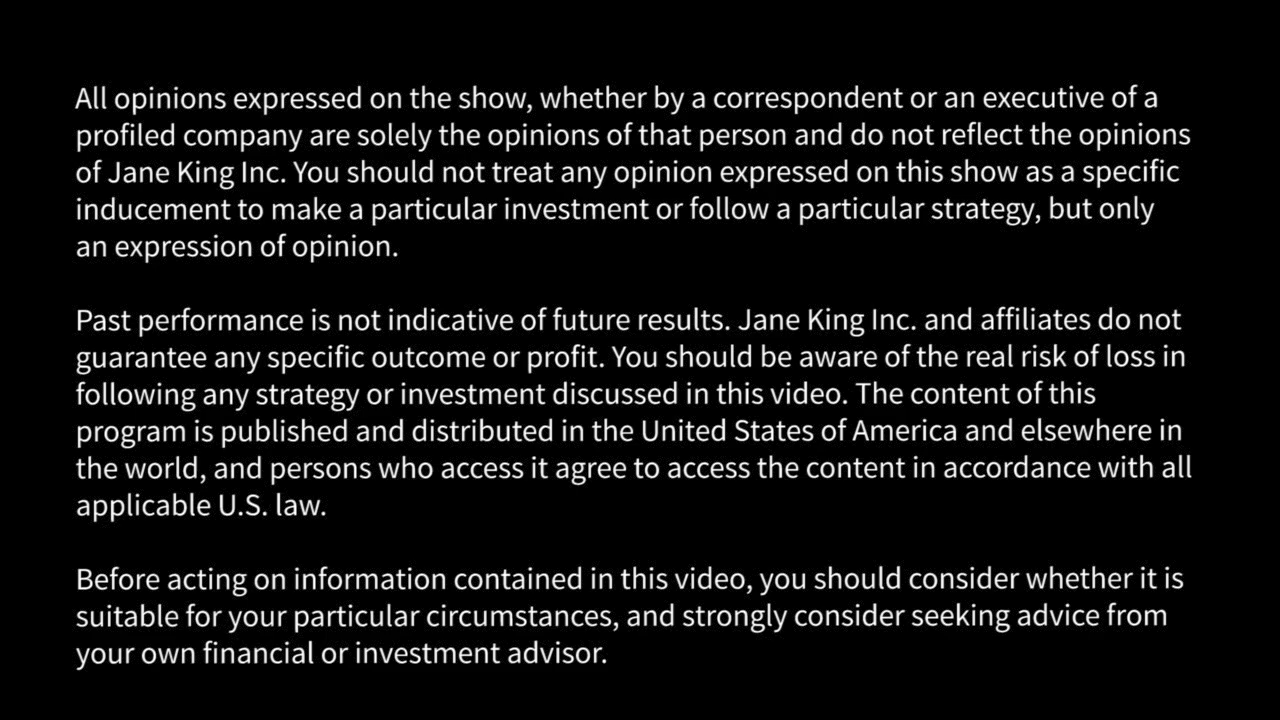 All opinions expressed on the show, whether by a correspondent or an executive of a
profiled company are solely the opinions of that person and do not reflect the opinions
of Jane King Inc. You should not treat any opinion expressed on this show as a specific
inducement to make a particular investment or follow a particular strategy, but only
an expression of opinion.
Past performance is not indicative of future results. Jane King Inc. and affiliates do not
guarantee any specific outcome or profit. You should be aware of the real risk of loss in
following any strategy or investment discussed in this video. The content of this
program is published and distributed in the United States of America and elsewhere in
the world, and persons who access it agree to access the content in accordance with all
applicable U.S. law.
Before acting on information contained in this video, you should consider whether it is
suitable for your particular circumstances, and strongly consider seeking advice from
your own financial or investment advisor.